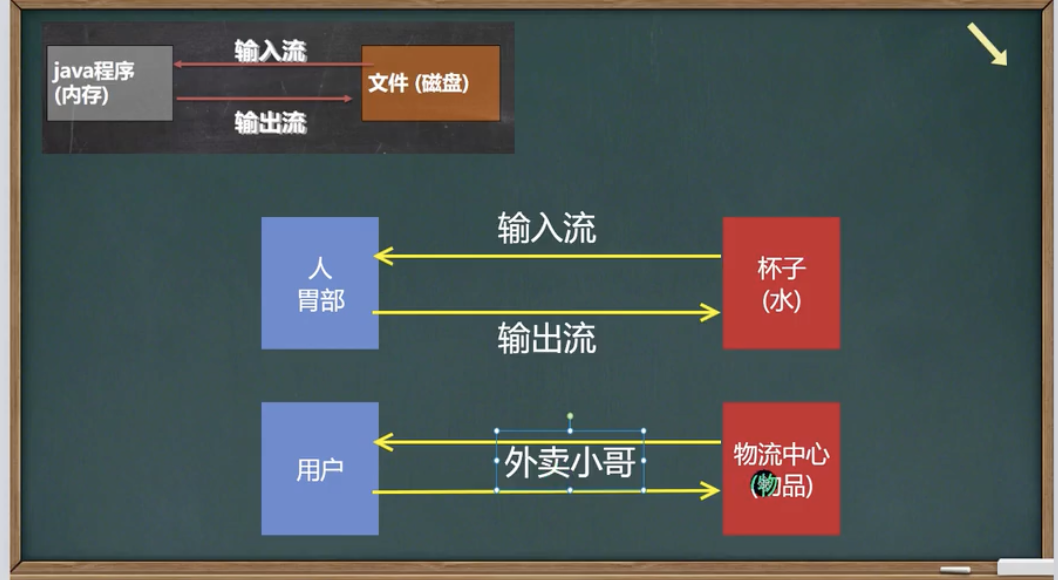 输入流
java程序
(内存)
文件 (磁盘)
输出流
输入流
人
胃部
杯子
(水)
输出流
用户
外卖小哥
物流中心
(物品)